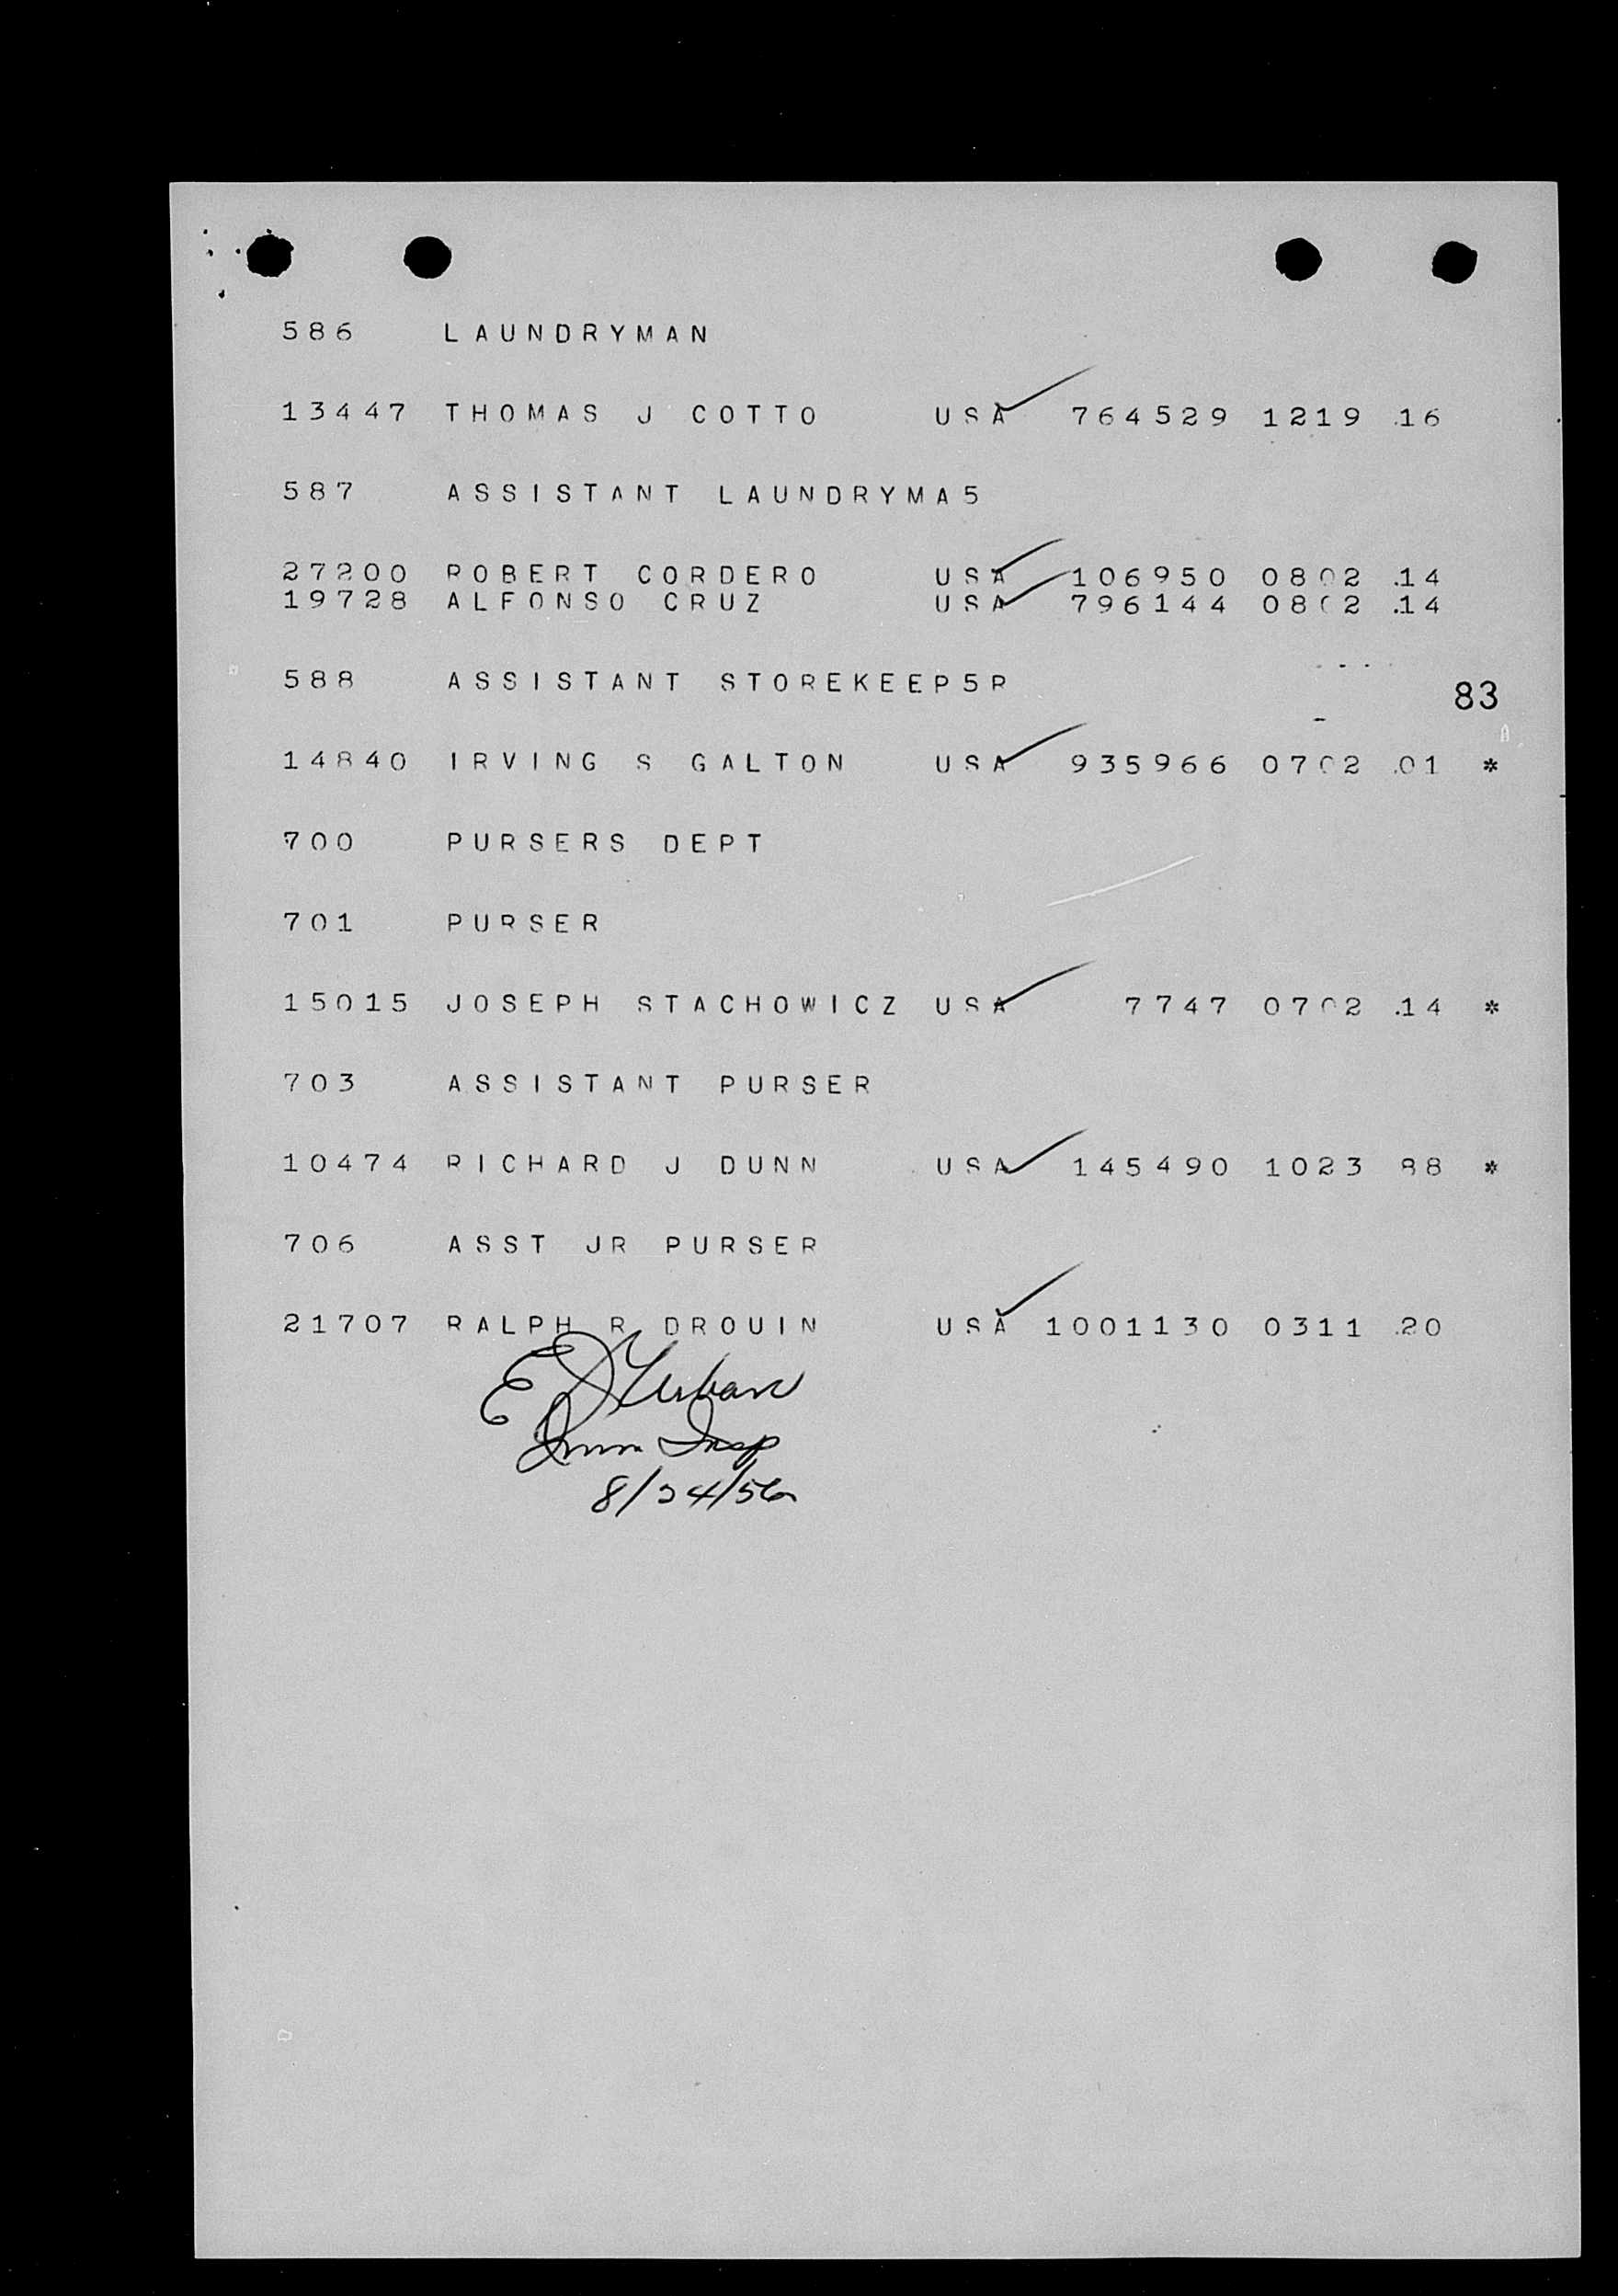 586 LAUNDRYMAN
13447 THOMAS J COTTO USA 764529 1219 .16
587 ASSISTANT LAUNDRYMA5
27200 ROBERT CORDERO USA 106950 0802 .14
19728 ALFONSO CRUZ USA 796144 0802 .14
588 ASSISTANT STOREKEEP5R
83
14840 IRVING S GALTON USA 935966 0702 .01 *
700 PURSERS DEPT
701 PURSER
15015 JOSEPH STACHOWICZ USA 7747 0702 .14 *
703 ASSISTANT PURSER
10474 RICHARD J DUNN USA 145490 1023 88 *
706 ASST JR PURSER
21707 RALPH R DROUIN USA 1001130 0311 .20
E D Urban
Imm Insp
8/24/56